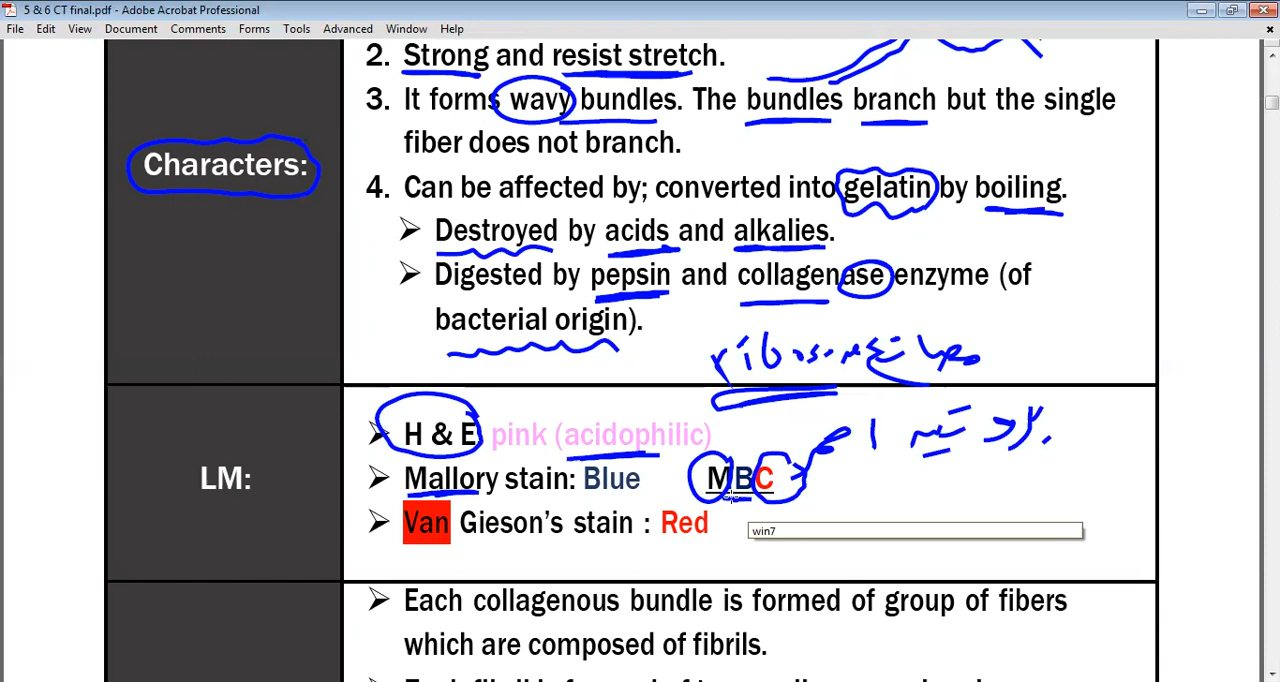 5 & 6 CT final.pdf - Adobe Acrobat Professional
File Edit View Document Comments Forms Tools Advanced Window Help
2. Strong and resist stretch.
3. It forms wavy bundles. The bundles branch but the single
fiber does not branch.
Characters:
4. Can be affected by; converted into gelatin by boiling.
Destroyed by acids and alkalies.
Digested by pepsin and collagenase enzyme (of
bacterial origin).
LM:
H & E pink (acidophilic)
Mallory stain: Blue MBC
Van Gieson's stain : Red
win7
Each collagenous bundle is formed of group of fibers
which are composed of fibrils.